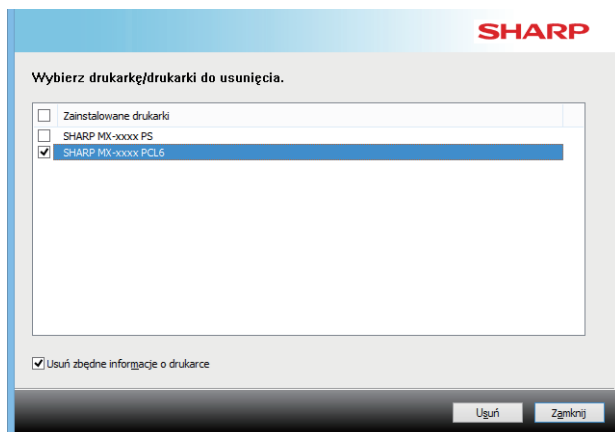 SHARP
Wybierz drukarkę/drukarki do usunięcia.
Zainstalowane drukarki
SHARP MX-xxxx PS
SHARP MX-xxxx PCL6
Usuń zbędne informacje o drukarce
Usuń Zamknij